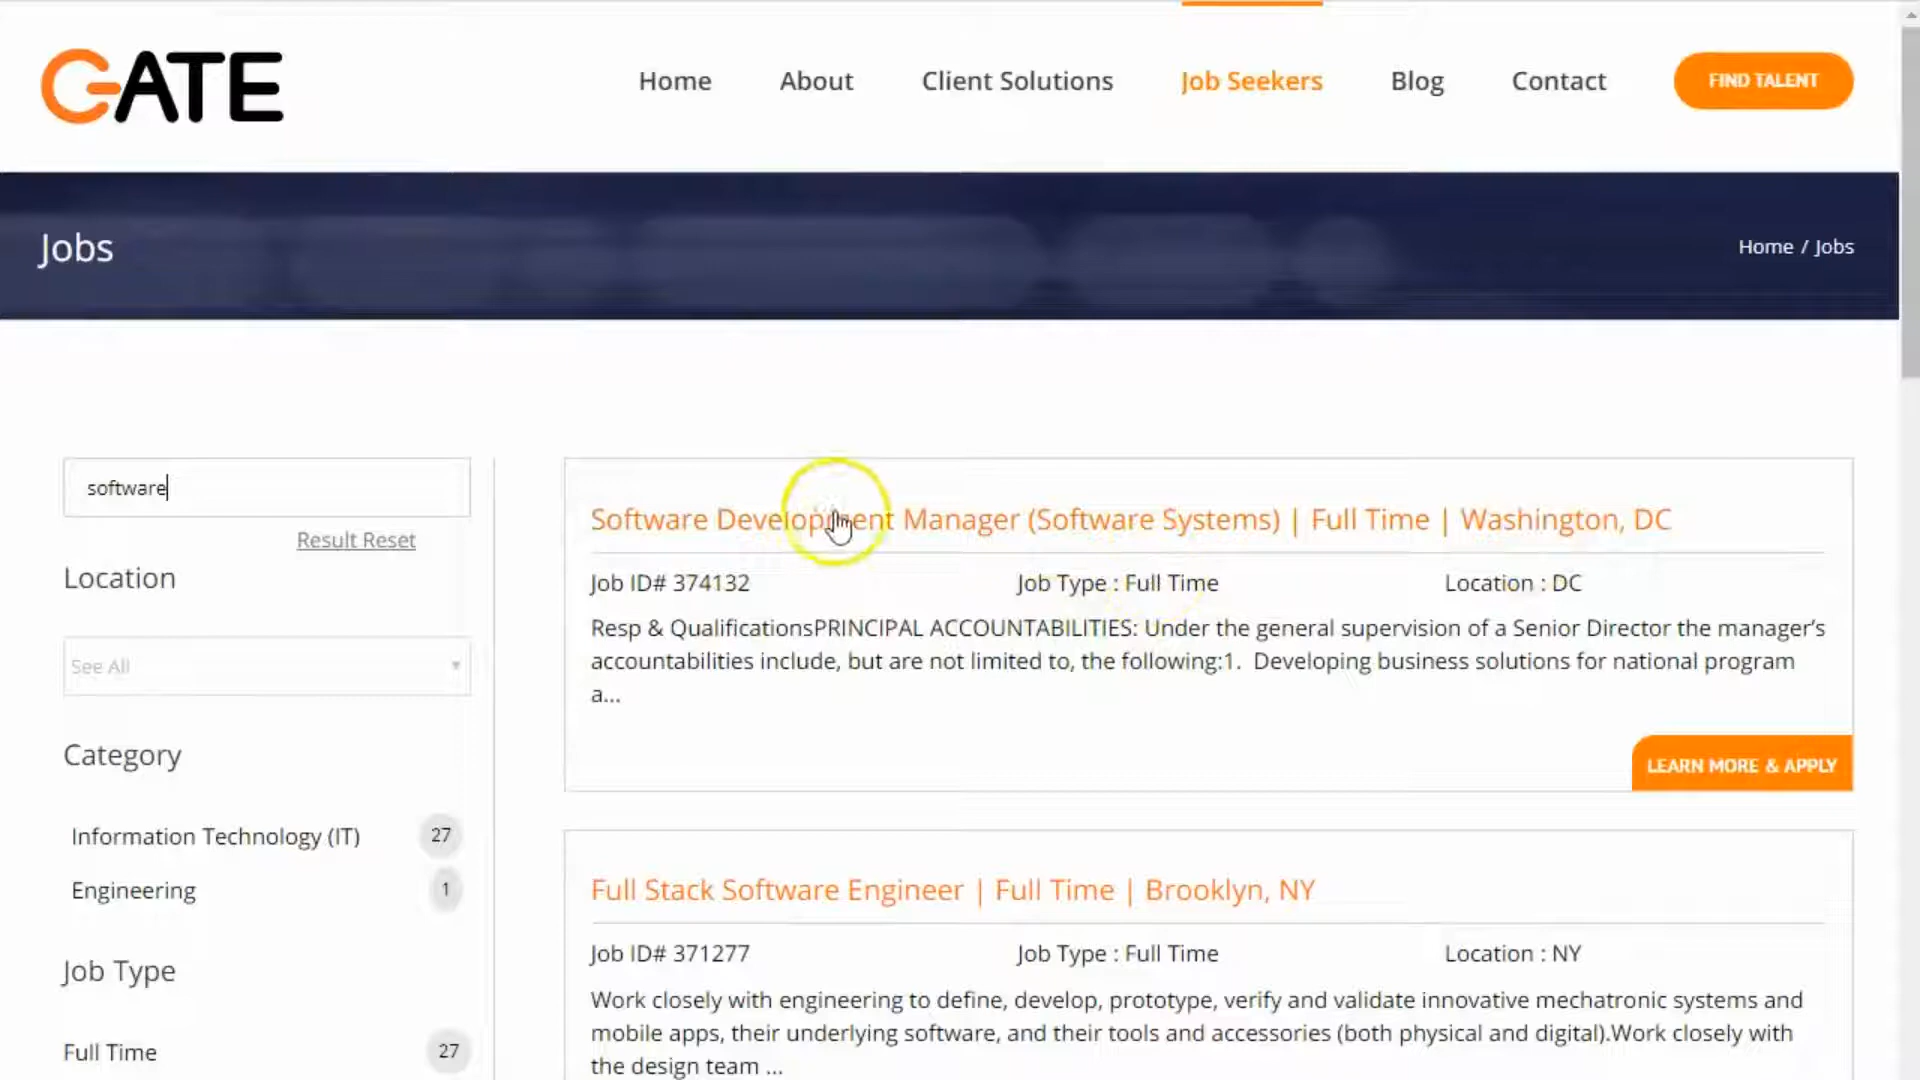 GATE
Home
About
Client Solutions
Job Seekers
Blog
Contact
FIND TALENT
Jobs
Home / Jobs
software
Result Reset
Location
See All
Category
Information Technology (IT) 27
Engineering 1
Job Type
Full Time 27
Software Development Manager (Software Systems) | Full Time | Washington, DC
Job ID# 374132
Job Type : Full Time
Location : DC
Resp & QualificationsPRINCIPAL ACCOUNTABILITIES: Under the general supervision of a Senior Director the manager's
accountabilities include, but are not limited to, the following:1.  Developing business solutions for national program
a...
LEARN MORE & APPLY
Full Stack Software Engineer | Full Time | Brooklyn, NY
Job ID# 371277
Job Type : Full Time
Location : NY
Work closely with engineering to define, develop, prototype, verify and validate innovative mechatronic systems and
mobile apps, their underlying software, and their tools and accessories (both physical and digital).Work closely with
the design team ...